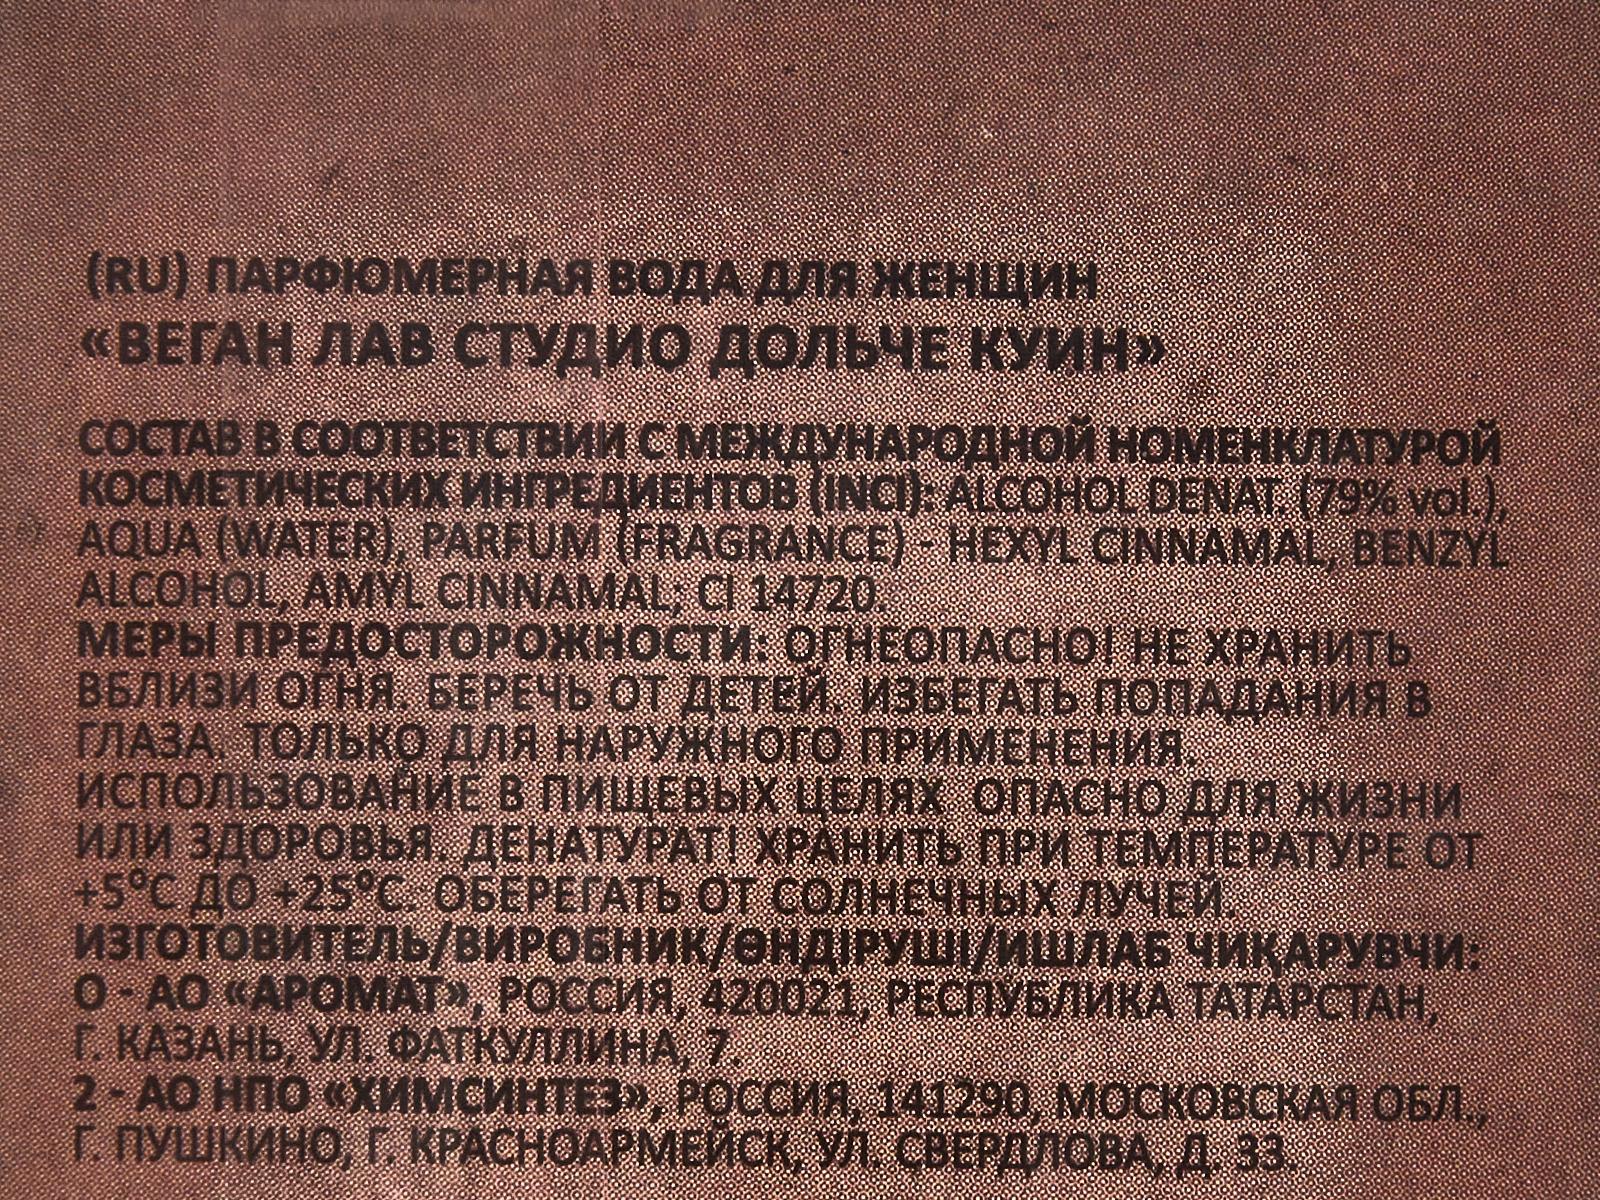 (RU) ПАРФЮМЕРНАЯ ВОДА ДЛЯ ЖЕНЩИН
«ВЕГАН ЛАВ СТУДИО ДОЛЬЧЕ КУИН»
СОСТАВ В СООТВЕТСТВИИ С МЕЖДУНАРОДНОЙ НОМЕНКЛАТУРОЙ
КОСМЕТИЧЕСКИХ ИНГРЕДИЕНТОВ (INCI): ALCOHOL DENAT. (79% vol.),
AQUA (WATER), PARFUM (FRAGRANCE) - HEXYL CINNAMAL, BENZYL
ALCOHOL, AMYL CINNAMAL; CI 14720.
МЕРЫ ПРЕДОСТОРОЖНОСТИ: ОГНЕОПАСНО! НЕ ХРАНИТЬ
ВБЛИЗИ ОГНЯ. БЕРЕЧЬ ОТ ДЕТЕЙ. ИЗБЕГАТЬ ПОПАДАНИЯ В
ГЛАЗА. ТОЛЬКО ДЛЯ НАРУЖНОГО ПРИМЕНЕНИЯ.
ИСПОЛЬЗОВАНИЕ В ПИЩЕВЫХ ЦЕЛЯХ ОПАСНО ДЛЯ ЖИЗНИ
ИЛИ ЗДОРОВЬЯ. ДЕНАТУРАТ! ХРАНИТЬ ПРИ ТЕМПЕРАТУРЕ ОТ
+5°C ДО +25°C. ОБЕРЕГАТЬ ОТ СОЛНЕЧНЫХ ЛУЧЕЙ.
ИЗГОТОВИТЕЛЬ/ВИРОБНИК/ӨНДІРУШІ/ИШЛАБ ЧИҚАРУВЧИ:
0 - АО «АРОМАТ», РОССИЯ, 420021, РЕСПУБЛИКА ТАТАРСТАН,
Г. КАЗАНЬ, УЛ. ФАТКУЛЛИНА, 7.
2 - АО НПО «ХИМСИНТЕЗ», РОССИЯ, 141290, МОСКОВСКАЯ ОБЛ.,
Г. ПУШКИНО, Г. КРАСНОАРМЕЙСК, УЛ. СВЕРДЛОВА, Д. 33.